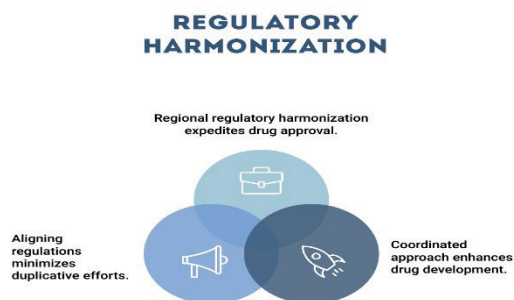 REGULATORY
HARMONIZATION
Regional regulatory harmonization
expedites drug approval.
Aligning
regulations
minimizes
duplicative efforts.
Coordinated
approach enhances
drug development.